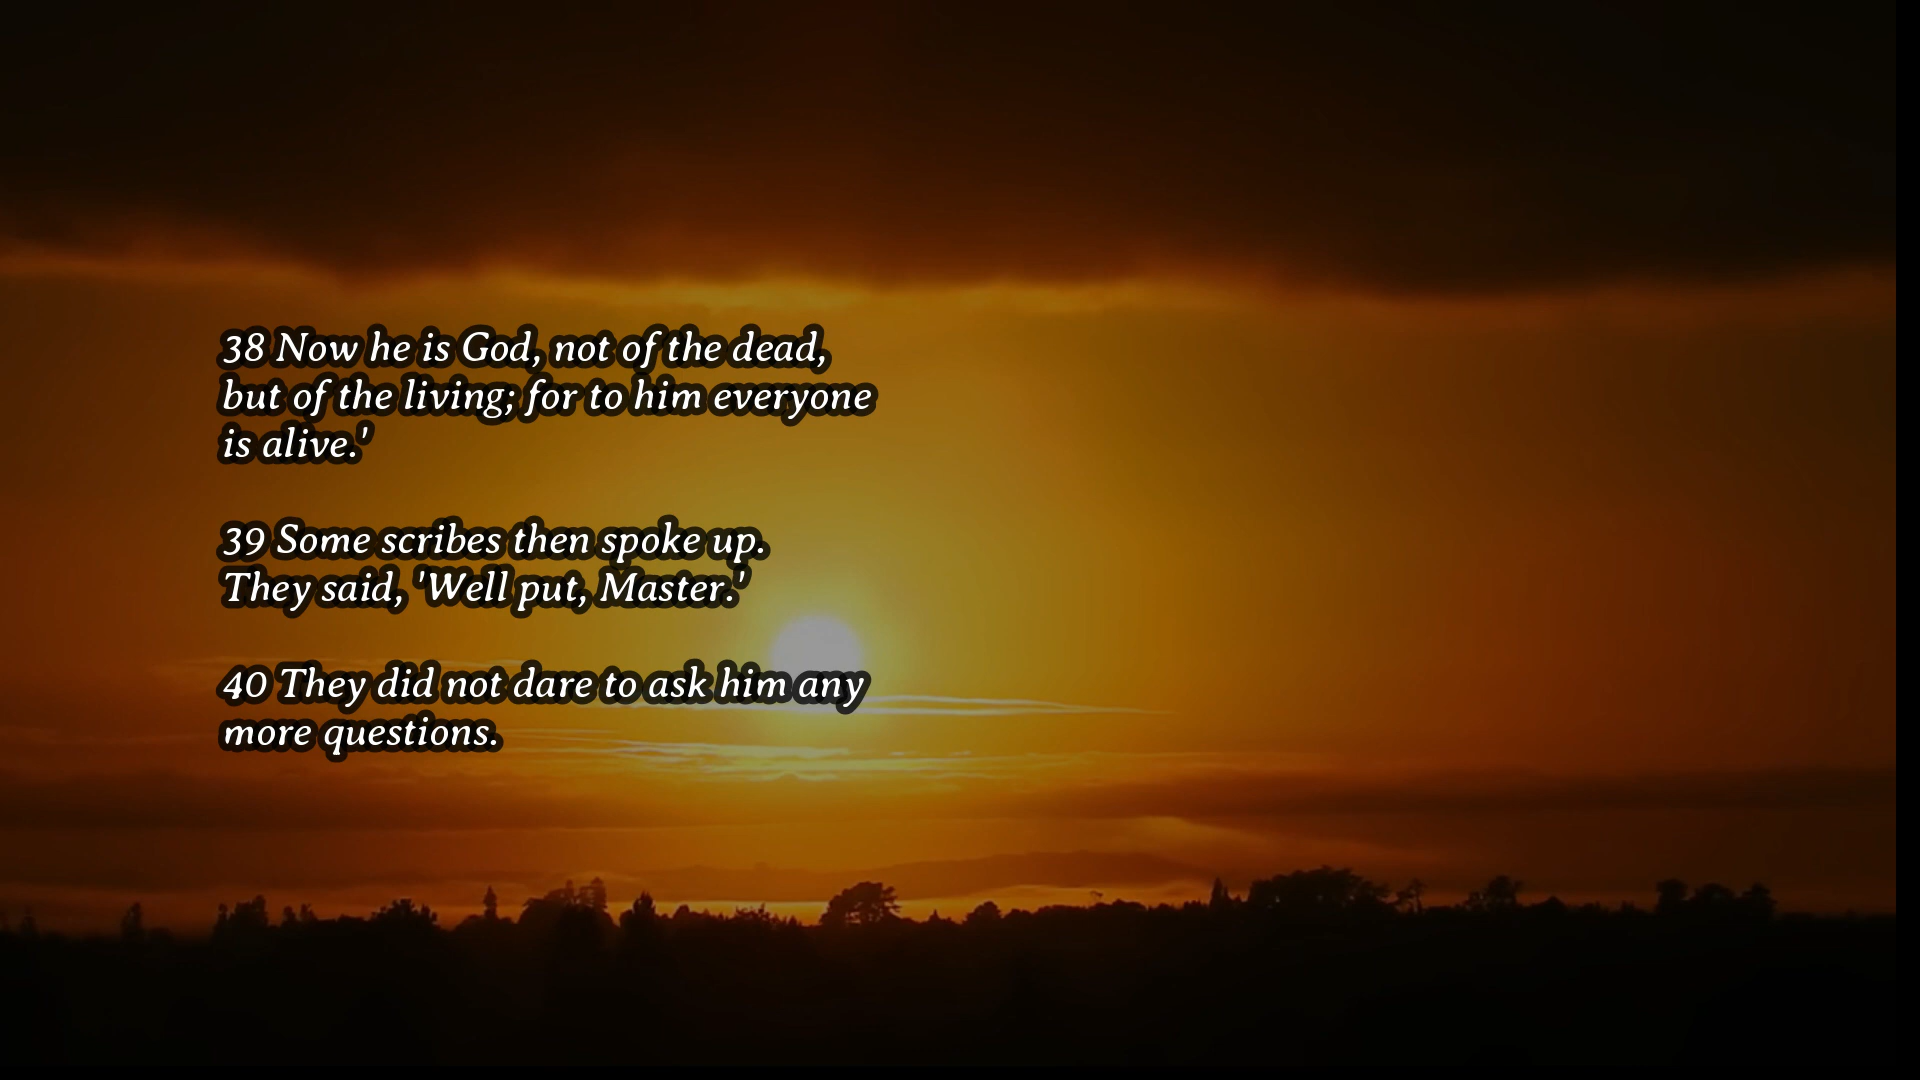 38 Now he is God, not of the dead,
but of the living; for to him everyone
is alive.'
39 Some scribes then spoke up.
They said, 'Well put, Master.'
40 They did not dare to ask him any
more questions.